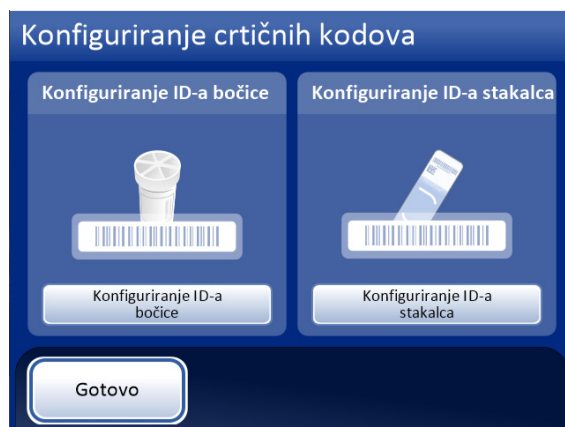 Konfiguriranje crtičnih kodova
Konfiguriranje ID-a bočice
Konfiguriranje ID-a stakalca
Konfiguriranje ID-a
bočice
Konfiguriranje ID-a
stakalca
Gotovo